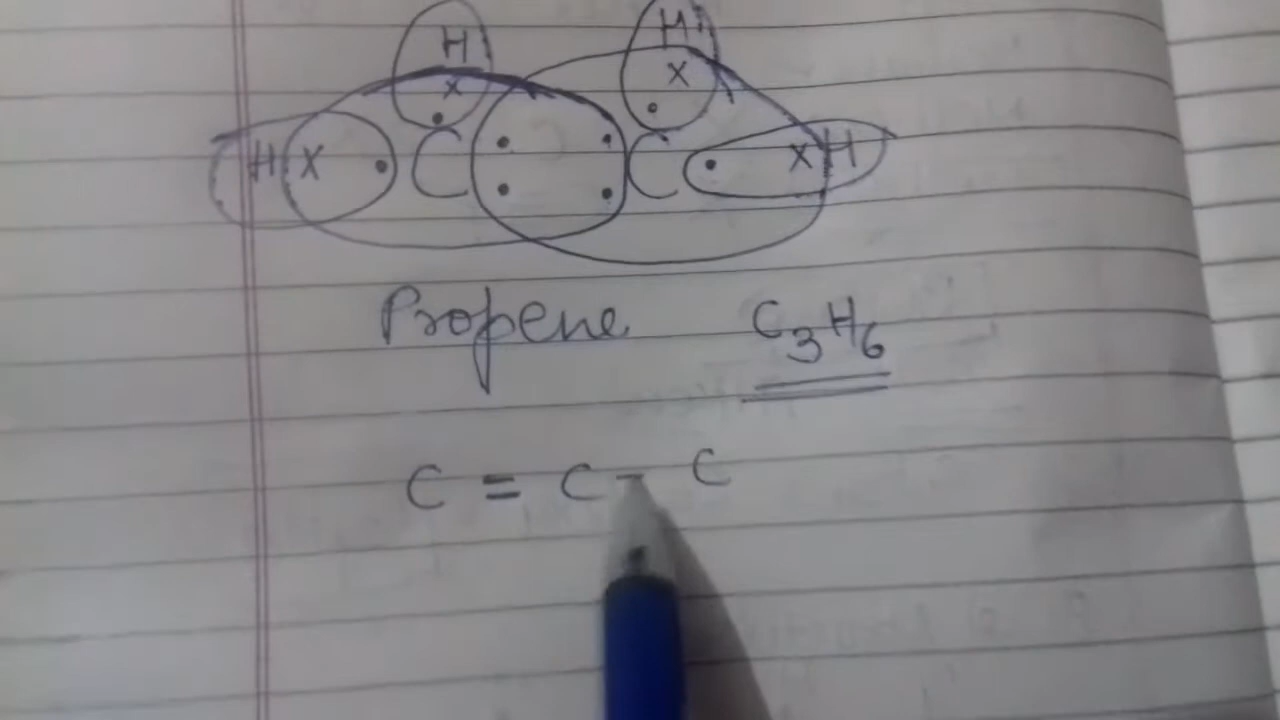 H H
H X • C : : C • X H
Propene C₃H₆
C = C - C